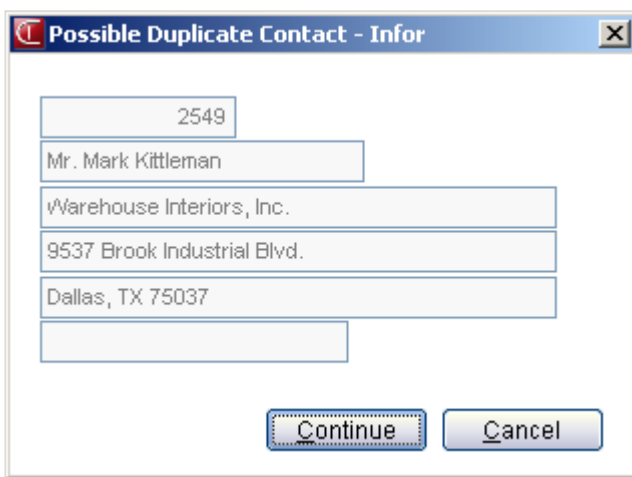 Possible Duplicate Contact - Infor
2549
Mr. Mark Kittleman
Warehouse Interiors, Inc.
9537 Brook Industrial Blvd.
Dallas, TX 75037
Continue Cancel